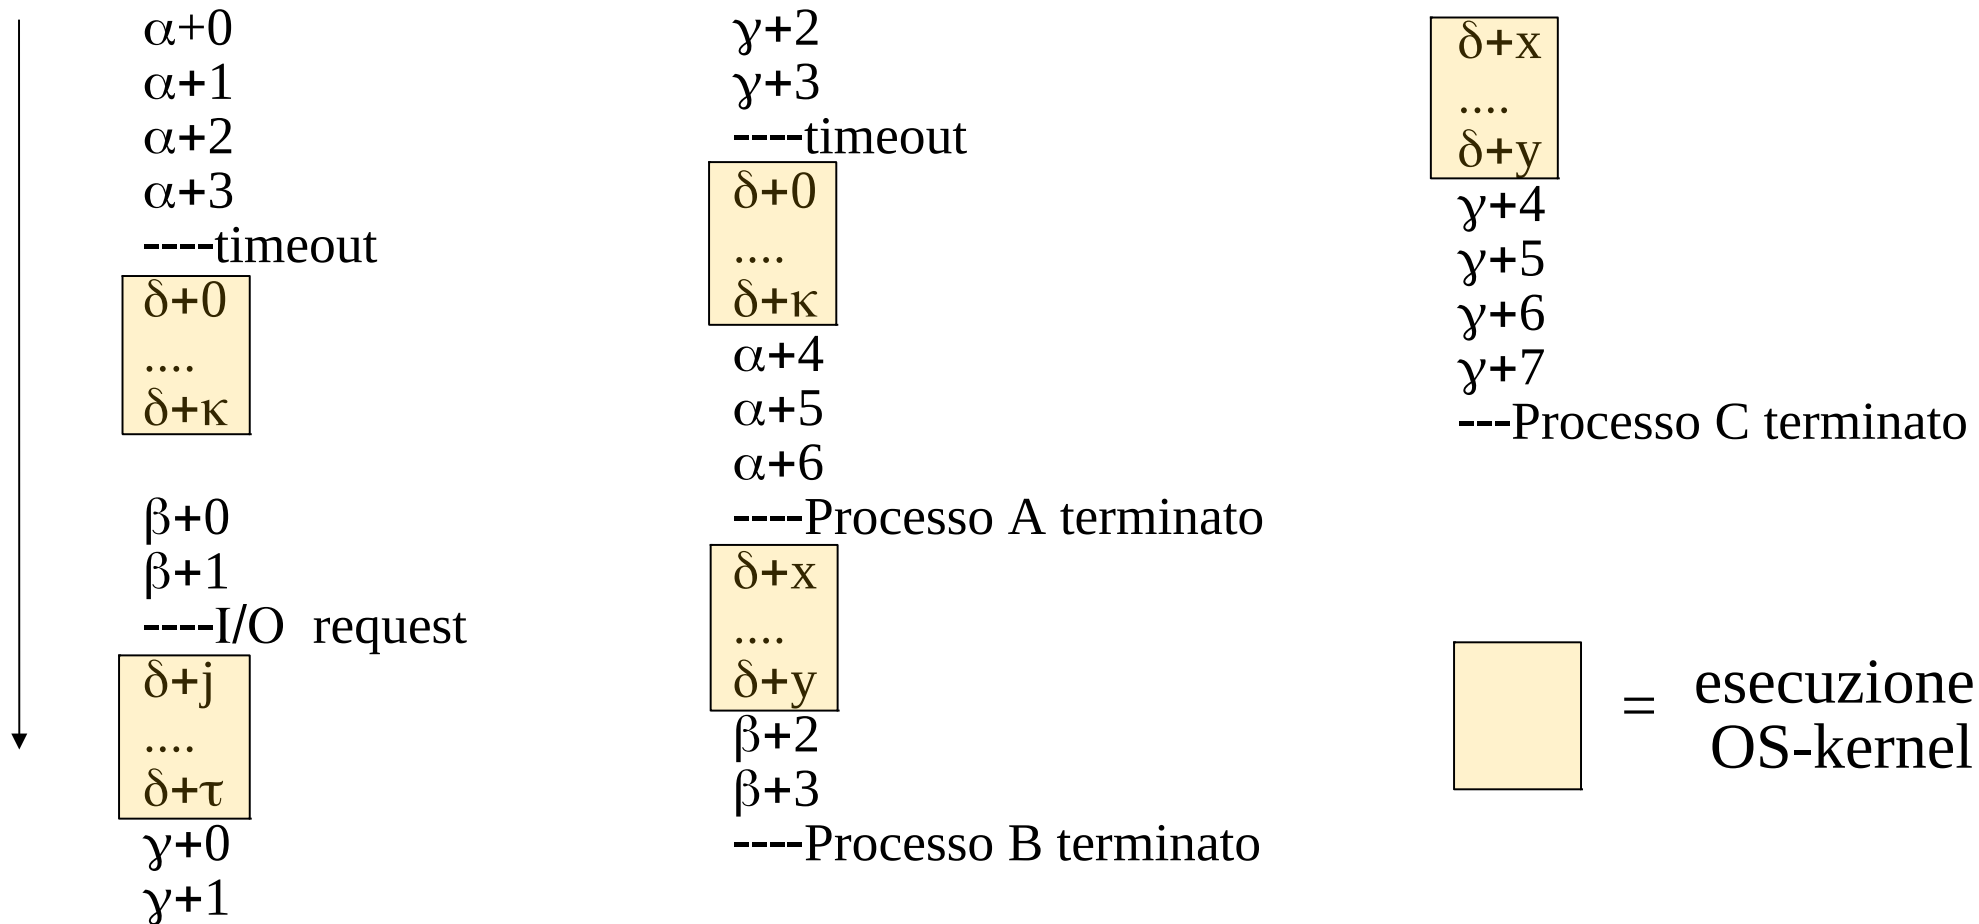 α+0
α+1
α+2
α+3
----timeout
δ+0
....
δ+κ
β+0
β+1
----I/O request
δ+j
....
δ+τ
γ+0
γ+1
γ+2
γ+3
----timeout
δ+0
....
δ+κ
α+4
α+5
α+6
----Processo A terminato
δ+x
....
δ+y
β+2
β+3
----Processo B terminato
δ+x
....
δ+y
γ+4
γ+5
γ+6
γ+7
---Processo C terminato
= esecuzione
OS-kernel